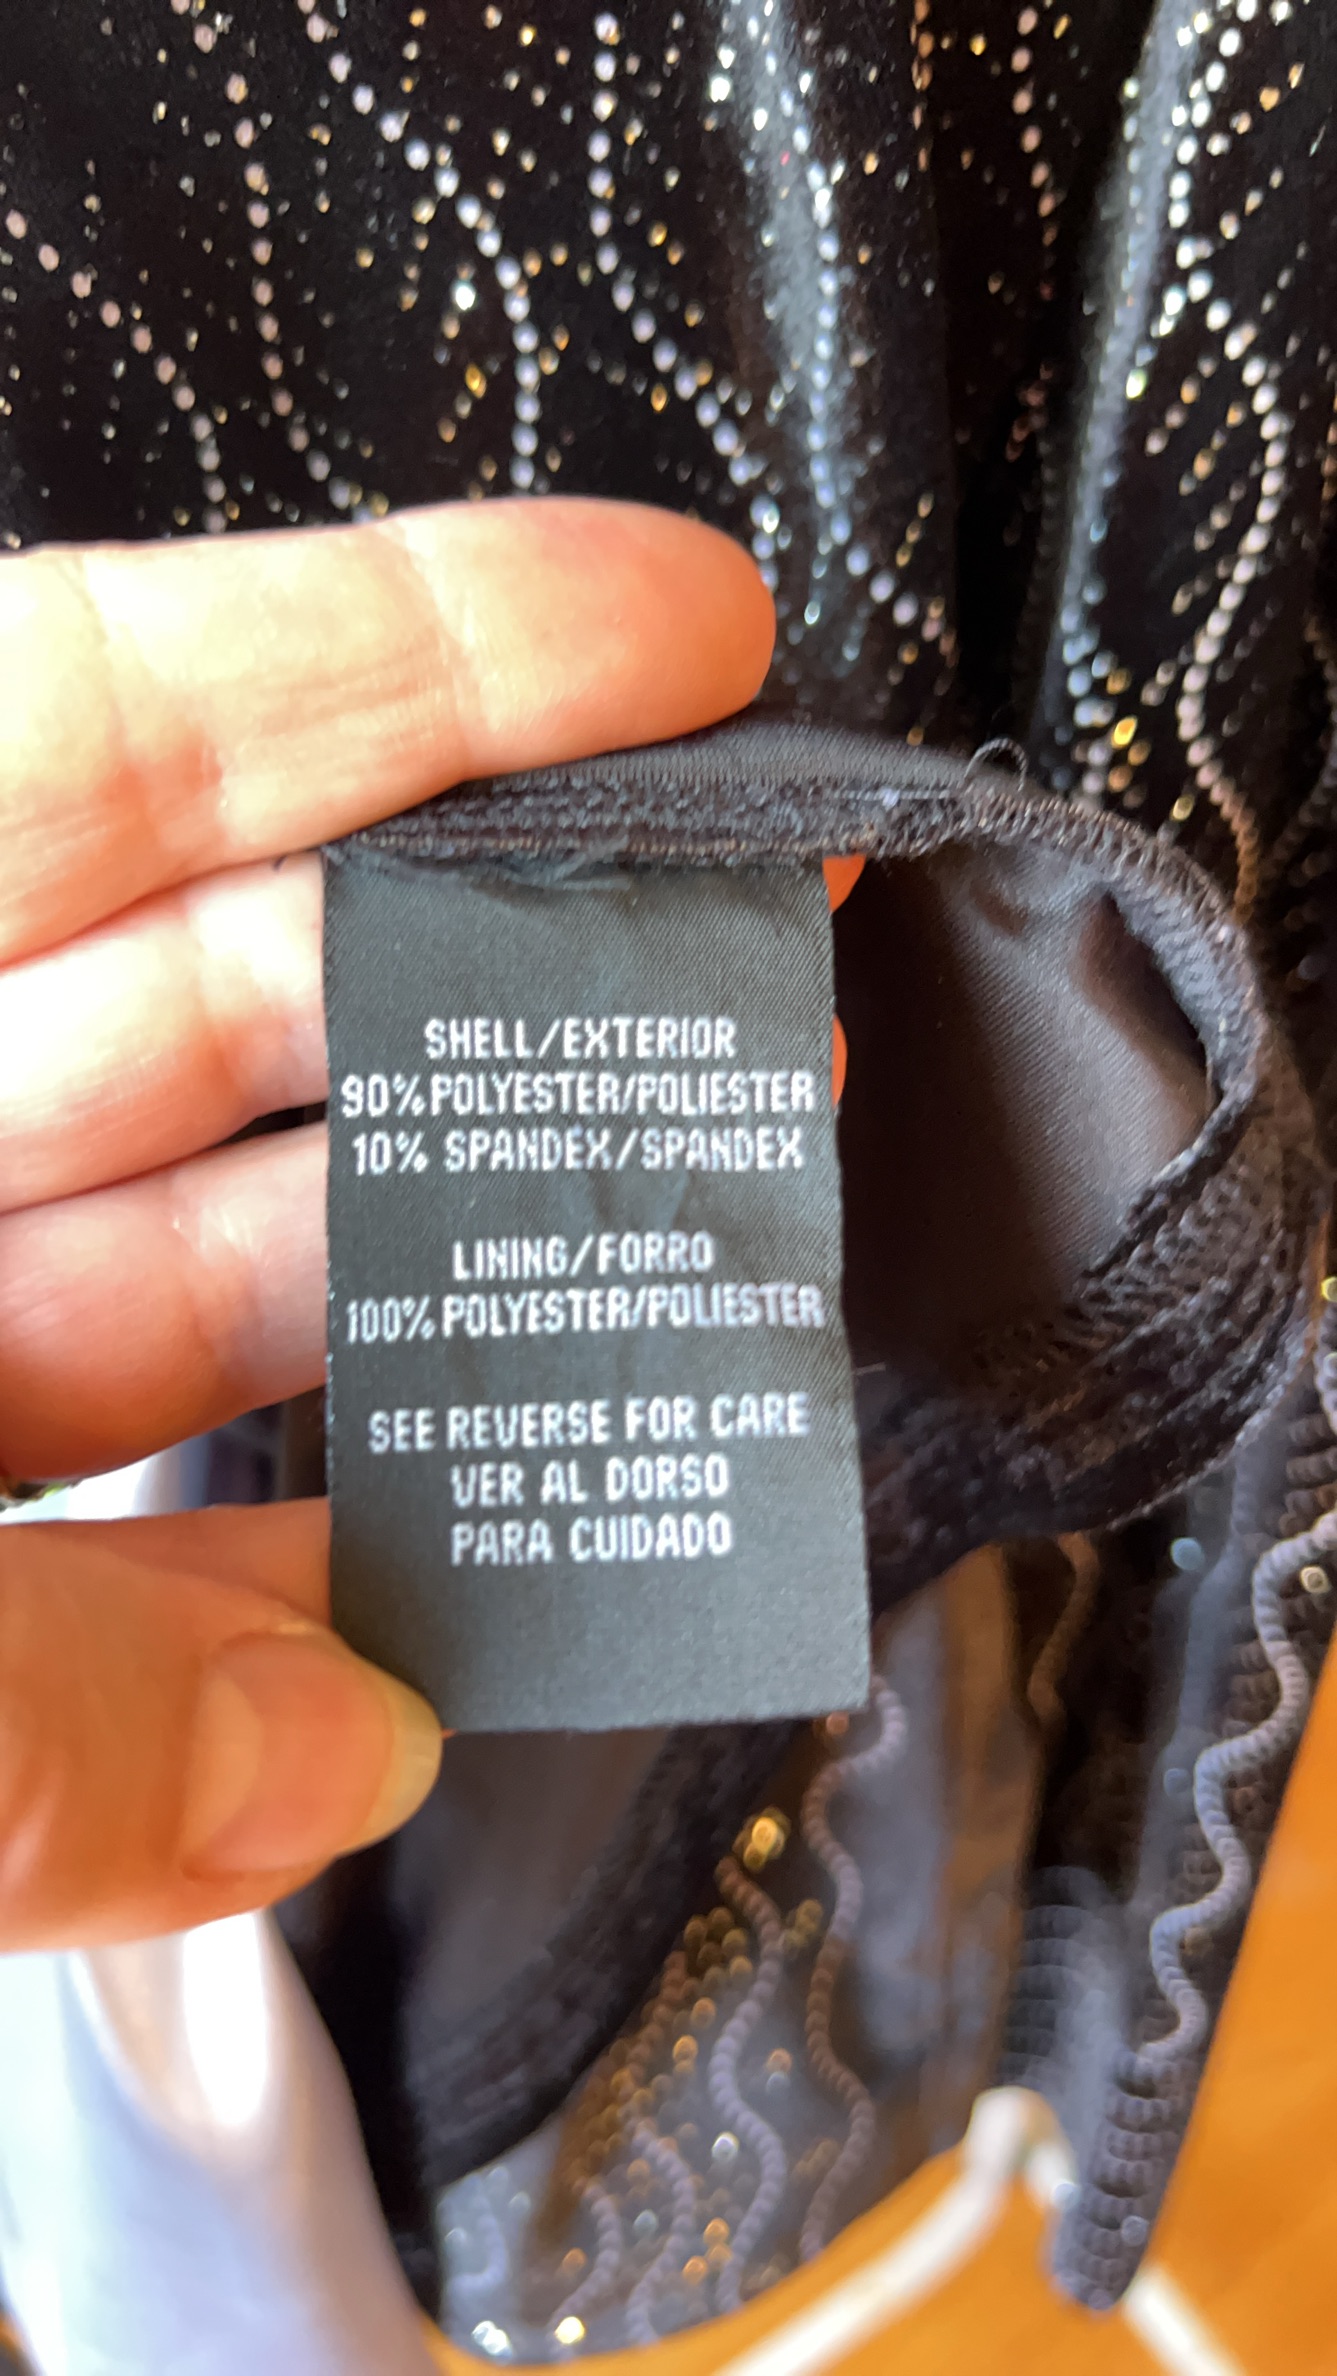 SHELL/EXTERIOR
90% POLYESTER/POLIESTER
10% SPANDEX/SPANDEX
LINING/FORRO
100% POLYESTER/POLIESTER
SEE REVERSE FOR CARE
VER AL DORSO
PARA CUIDADO